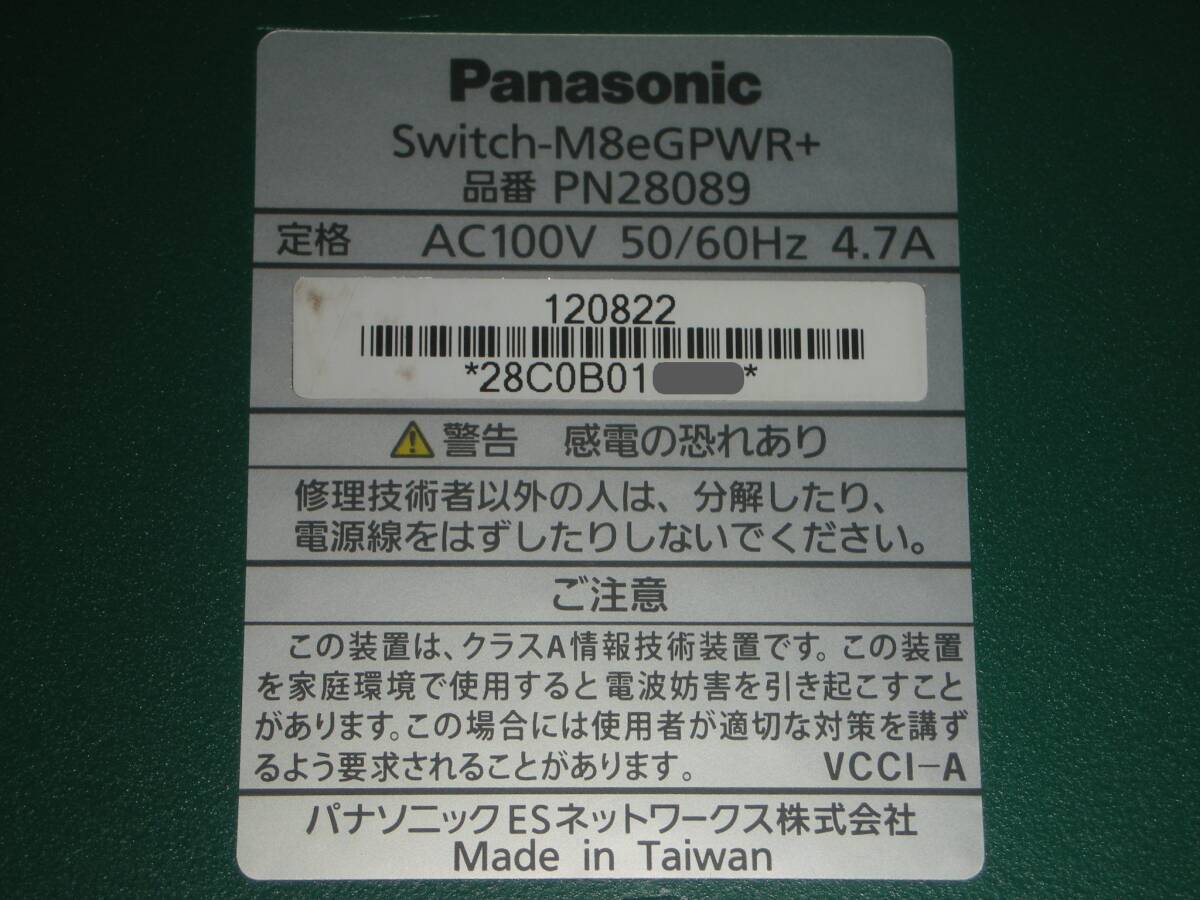 Panasonic
Switch-M8eGPWR+
品番 PN28089
定格 AC100V 50/60Hz 4.7A
120822
*28C0B01 *
警告 感電の恐れあり
修理技術者以外の人は、分解したり、
電源線をはずしたりしないでください。
ご注意
この装置は、クラスA情報技術装置です。この装置
を家庭環境で使用すると電波妨害を引き起こすこと
があります。この場合には使用者が適切な対策を講ず
るよう要求されることがあります。 VCCI-A
パナソニックESネットワークス株式会社
Made in Taiwan